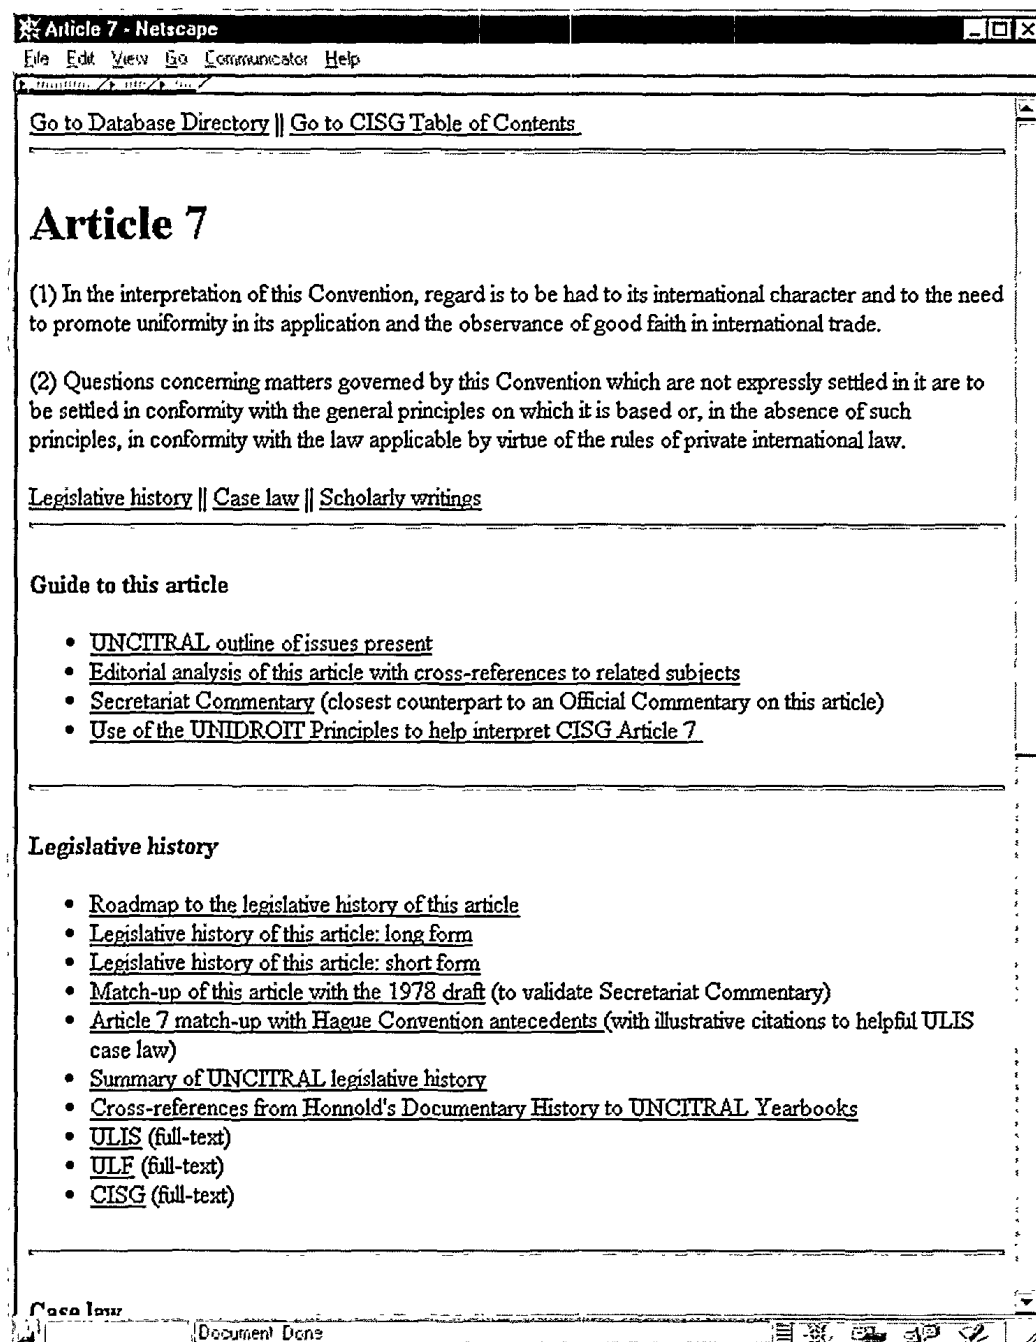 Article 7 - Netscape
File Edit View Go Communicator Help
Go to Database Directory || Go to CISG Table of Contents
Article 7
(1) In the interpretation of this Convention, regard is to be had to its international character and to the need
to promote uniformity in its application and the observance of good faith in international trade.
(2) Questions concerning matters governed by this Convention which are not expressly settled in it are to
be settled in conformity with the general principles on which it is based or, in the absence of such
principles, in conformity with the law applicable by virtue of the rules of private international law.
Legislative history || Case law || Scholarly writings
Guide to this article
• UNCITRAL outline of issues present
• Editorial analysis of this article with cross-references to related subjects
• Secretariat Commentary (closest counterpart to an Official Commentary on this article)
• Use of the UNIDROIT Principles to help interpret CISG Article 7
Legislative history
• Roadmap to the legislative history of this article
• Legislative history of this article: long form
• Legislative history of this article: short form
• Match-up of this article with the 1978 draft (to validate Secretariat Commentary)
• Article 7 match-up with Hague Convention antecedents (with illustrative citations to helpful ULIS
case law)
• Summary of UNCITRAL legislative history
• Cross-references from Honnold's Documentary History to UNCITRAL Yearbooks
• ULIS (full-text)
• ULF (full-text)
• CISG (full-text)
Case law
Document Done